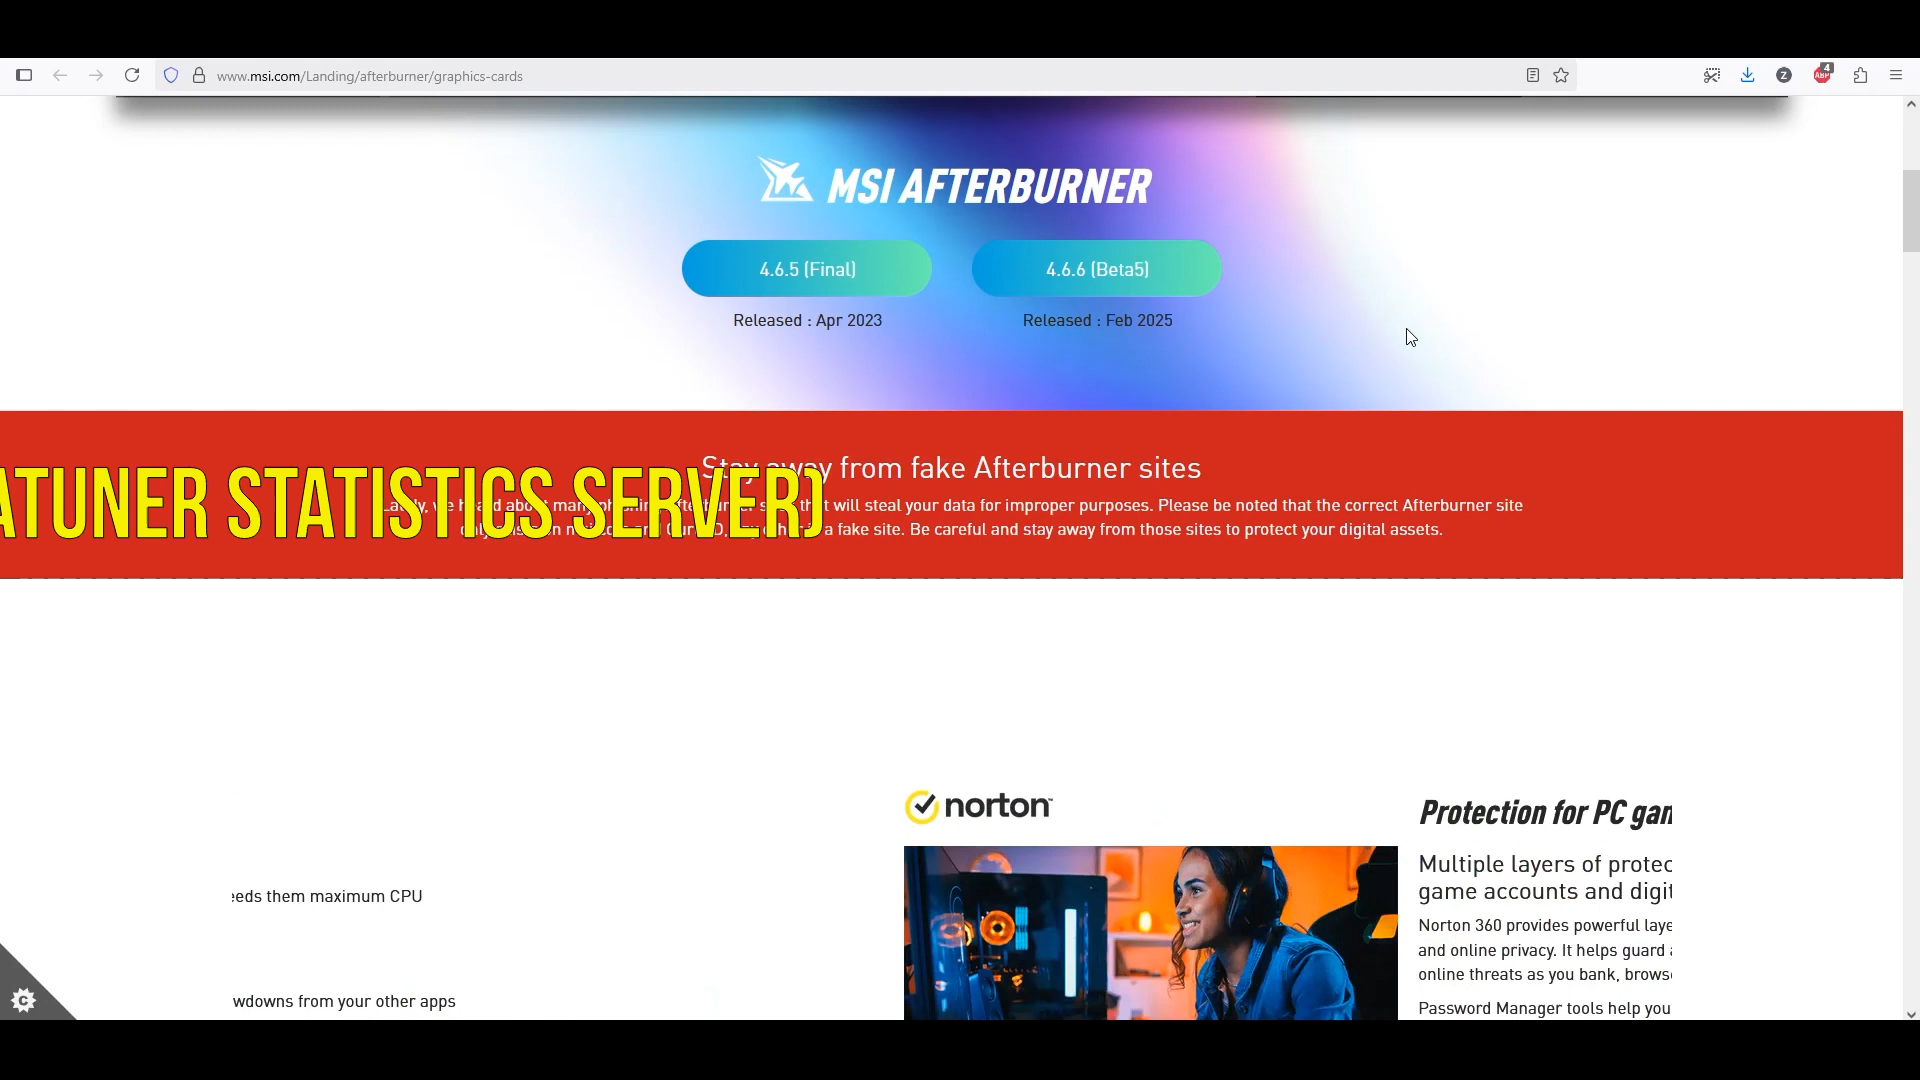 www.msi.com/Landing/afterburner/graphics-cards
Z
ABP
4
MSI AFTERBURNER
4.6.5 (Final)
4.6.6 (Beta5)
Released : Apr 2023
Released : Feb 2025
Stay away from fake Afterburner sites
ATUNER STATISTICS SERVER)
will steal your data for improper purposes. Please be noted that the correct Afterburner site
a fake site. Be careful and stay away from those sites to protect your digital assets.
norton
Protection for PC gam
Multiple layers of protec
game accounts and digit
eeds them maximum CPU
Norton 360 provides powerful laye
and online privacy. It helps guard
online threats as you bank, browse
wdowns from your other apps
Password Manager tools help you
C